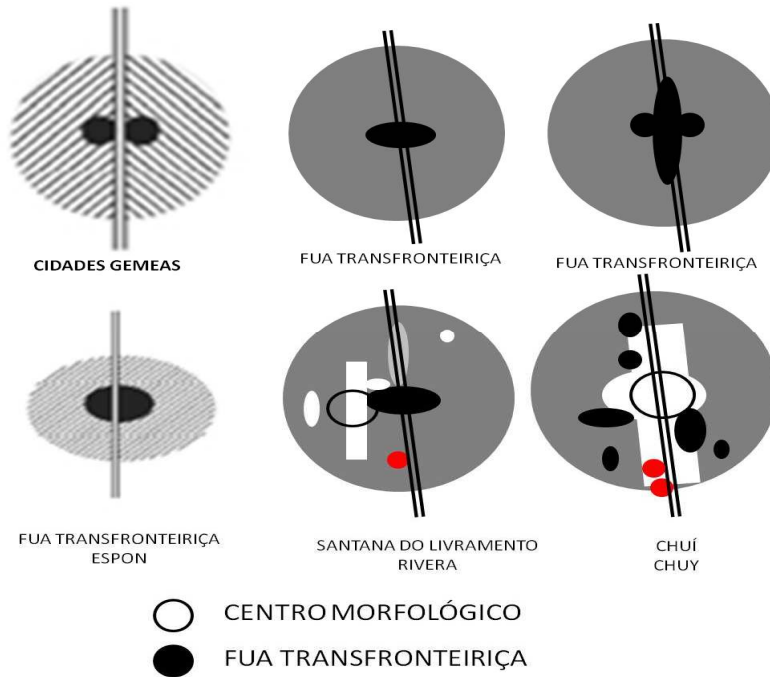 CIDADES GEMEAS
FUA TRANSFRONTEIRIÇA
FUA TRANSFRONTEIRIÇA
FUA TRANSFRONTEIRIÇA
ESPON
SANTANA DO LIVRAMENTO
RIVERA
CHUÍ
CHUY
CENTRO MORFOLÓGICO
FUA TRANSFRONTEIRIÇA